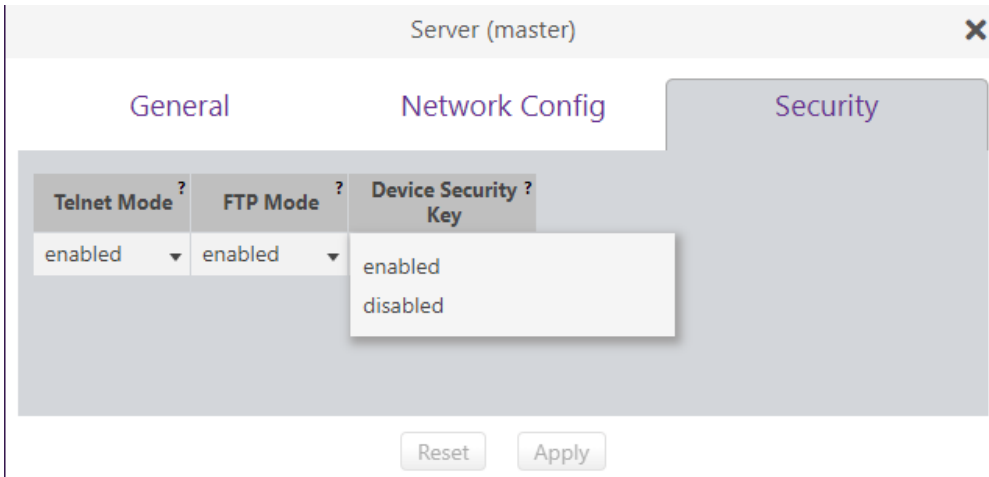 Server (master)
General Network Config Security
Telnet Mode ? FTP Mode ? Device Security ?
Key
enabled enabled
enabled
disabled
Reset Apply